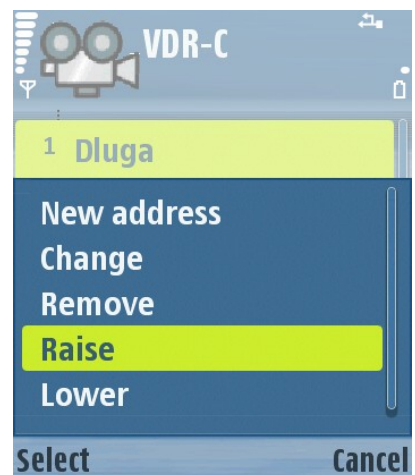 VDR-C
1 Dluga
New address
Change
Remove
Raise
Lower
Select Cancel